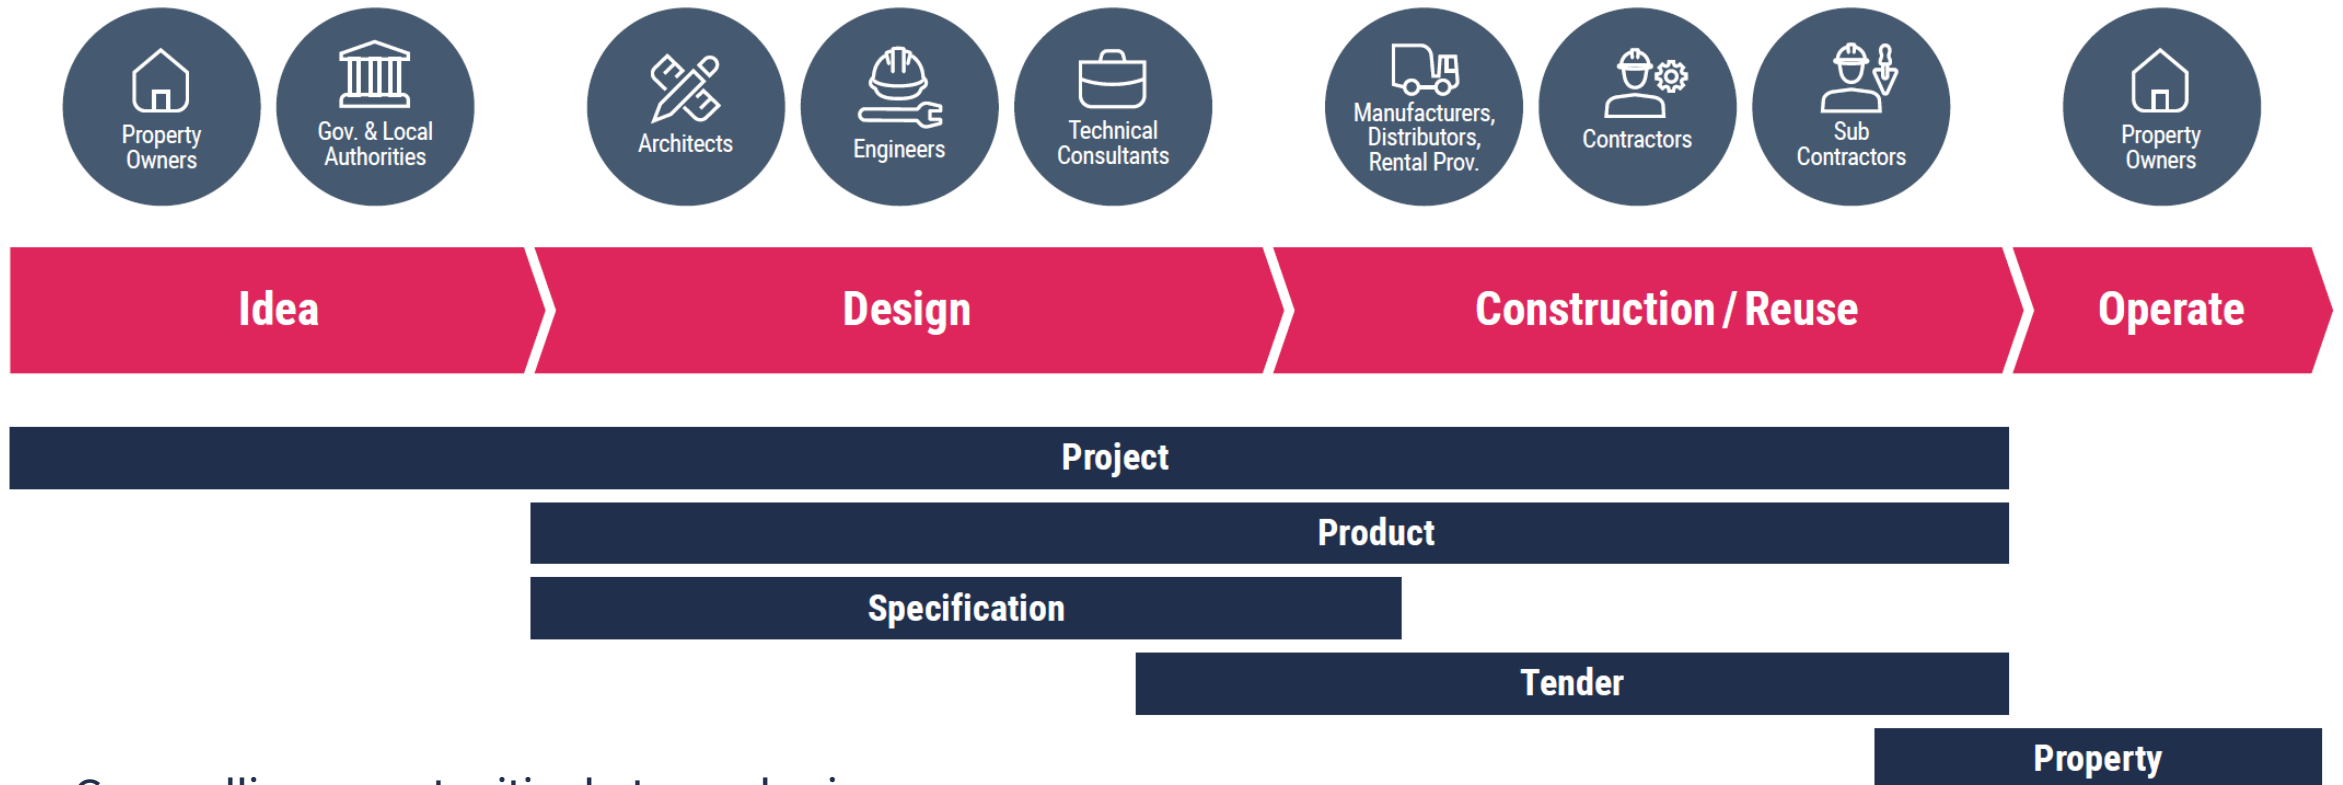 Property
Owners
Gov. & Local
Authorities
Architects
Engineers
Technical
Consultants
Manufacturers,
Distributors,
Rental Prov.
Contractors
Sub
Contractors
Property
Owners
Idea
Design
Construction / Reuse
Operate
Project
Product
Specification
Tender
Property